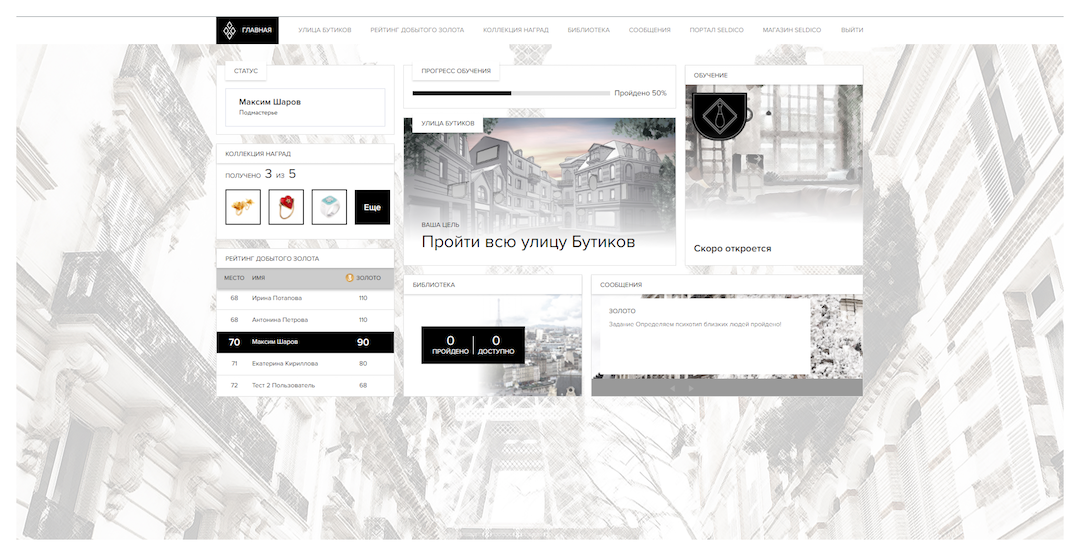 ГЛАВНАЯ
УЛИЦА БУТИКОВ
РЕЙТИНГ ДОБЫТОГО ЗОЛОТА
КОЛЛЕКЦИЯ НАГРАД
БИБЛИОТЕКА
СООБЩЕНИЯ
ПОРТАЛ SELDICO
МАГАЗИН SELDICO
ВЫЙТИ
СТАТУС
Максим Шаров
Подмастерье
КОЛЛЕКЦИЯ НАГРАД
ПОЛУЧЕНО 3 ИЗ 5
Еще
РЕЙТИНГ ДОБЫТОГО ЗОЛОТА
МЕСТО ИМЯ ЗОЛОТО
68 Ирина Потапова 110
68 Антонина Петрова 110
70 Максим Шаров 90
71 Екатерина Кириллова 80
72 Тест 2 Пользователь 68
ПРОГРЕСС ОБУЧЕНИЯ
Пройдено 50%
УЛИЦА БУТИКОВ
ВАША ЦЕЛЬ
Пройти всю улицу Бутиков
БИБЛИОТЕКА
0 ПРОЙДЕНО
0 ДОСТУПНО
ОБУЧЕНИЕ
Скоро откроется
СООБЩЕНИЯ
ЗОЛОТО
Задание Определяем психотип близких людей пройдено!